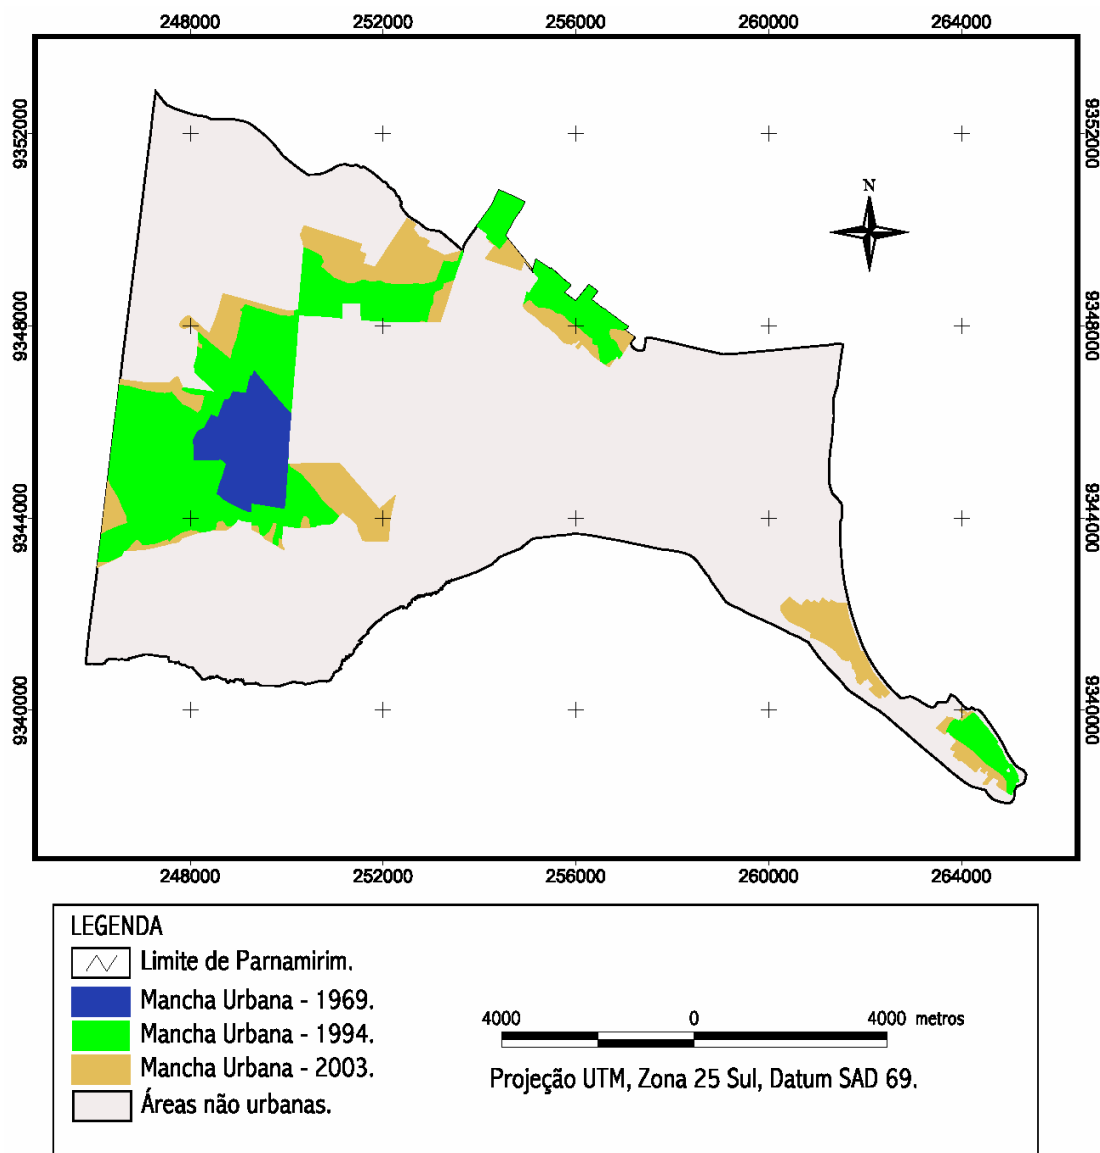 248000 252000 256000 260000 264000
N
9352000 9352000
9348000 9348000
9344000 9344000
9340000 9340000
248000 252000 256000 260000 264000
LEGENDA
Limite de Parnamirim.
Mancha Urbana - 1969.
Mancha Urbana - 1994.
Mancha Urbana - 2003.
Áreas não urbanas.
4000 0 4000 metros
Projeção UTM, Zona 25 Sul, Datum SAD 69.